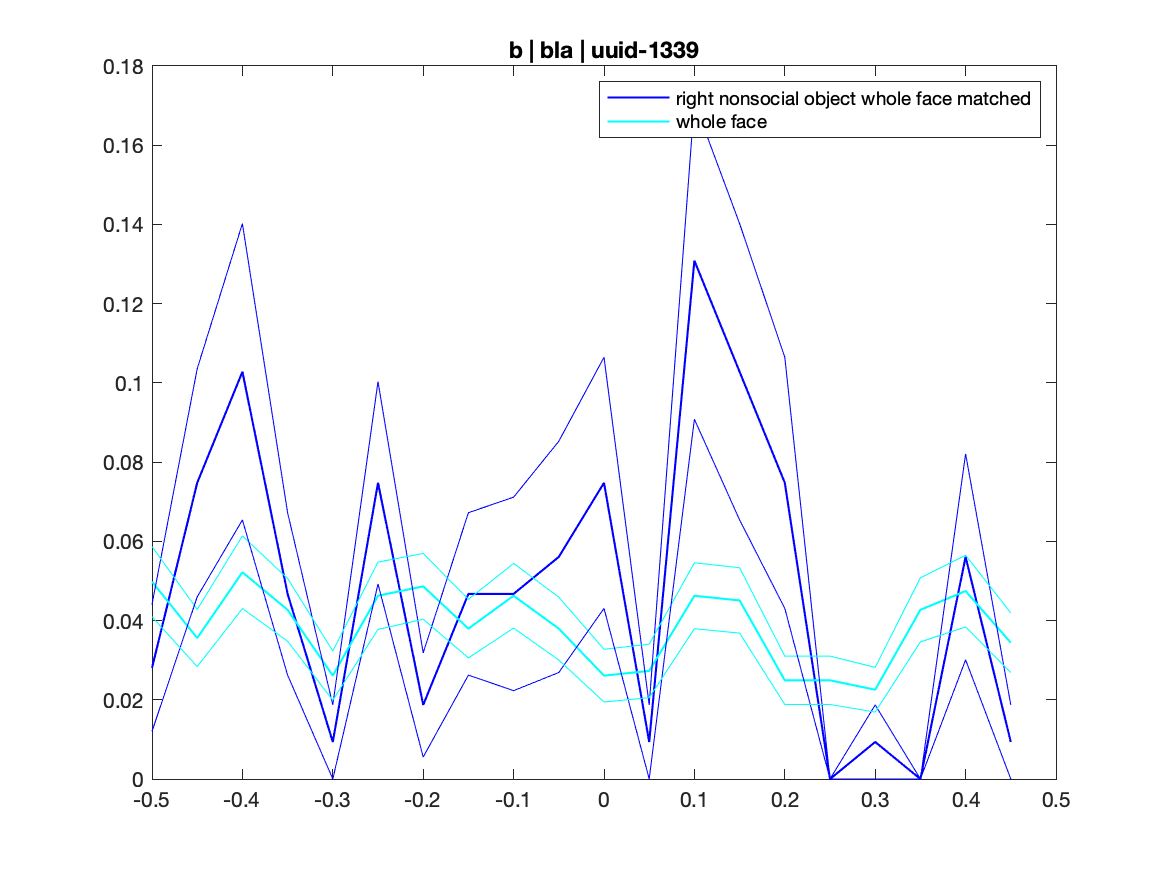 b | bla | uuid-1339
0.18
0.16
0.14
0.12
0.1
0.08
0.06
0.04
0.02
0
right nonsocial object whole face matched
whole face
-0.5 -0.4 -0.3 -0.2 -0.1 0 0.1 0.2 0.3 0.4 0.5